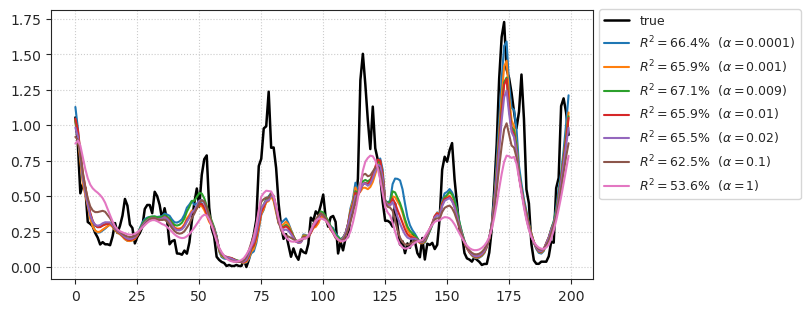 1.75
1.50
1.25
1.00
0.75
0.50
0.25
0.00
0 25 50 75 100 125 150 175 200
true
R² = 66.4% (α = 0.0001)
R² = 65.9% (α = 0.001)
R² = 67.1% (α = 0.009)
R² = 65.9% (α = 0.01)
R² = 65.5% (α = 0.02)
R² = 62.5% (α = 0.1)
R² = 53.6% (α = 1)